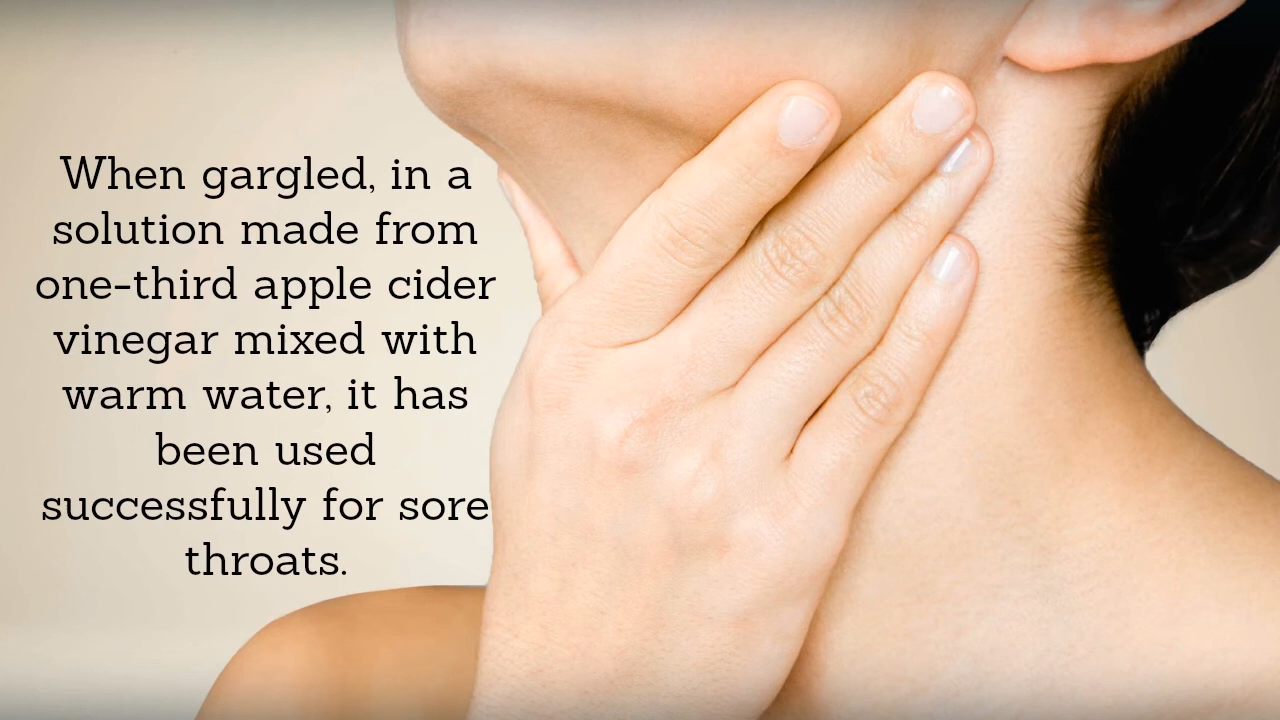 When gargled, in a
solution made from
one-third apple cider
vinegar mixed with
warm water, it has
been used
successfully for sore
throats.